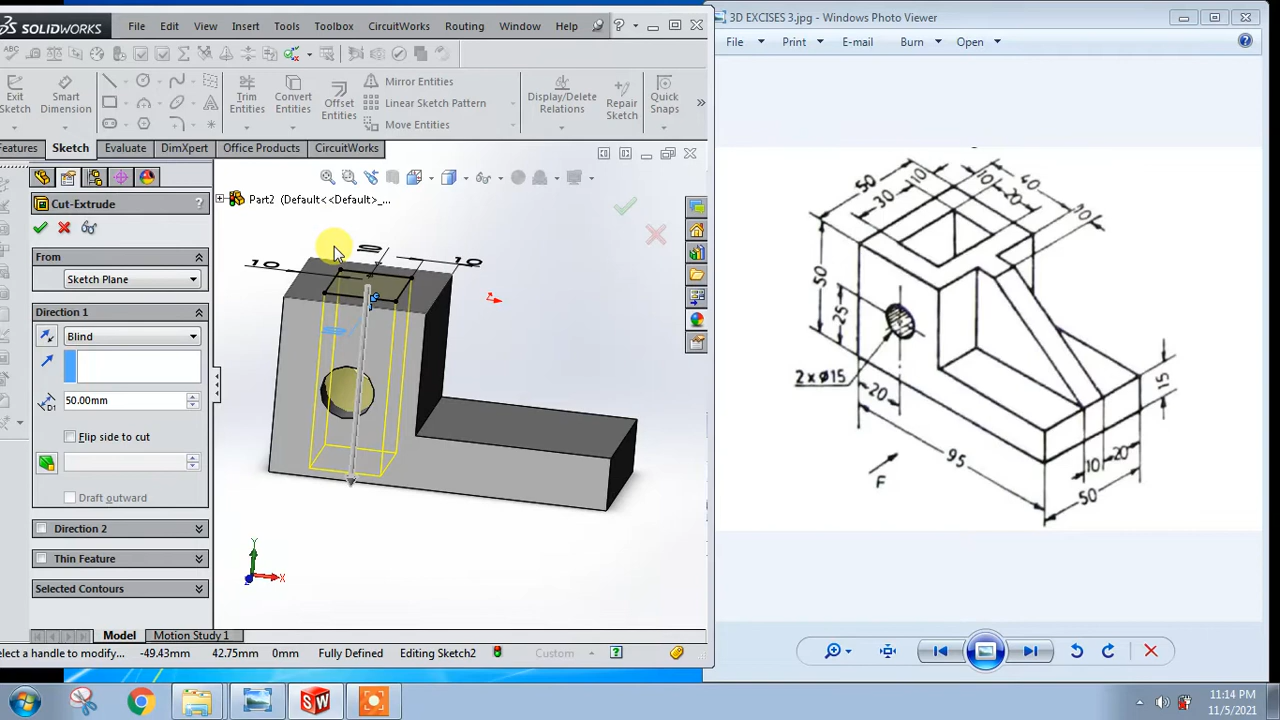 SOLIDWORKS File Edit View Insert Tools Toolbox CircuitWorks Routing Window Help ?
3D EXCISES 3.jpg - Windows Photo Viewer
File Print E-mail Burn Open
Exit Sketch
Smart Dimension
Trim Entities
Convert Entities
Offset Entities
Mirror Entities
Linear Sketch Pattern
Move Entities
Display/Delete Relations
Repair Sketch
Quick Snaps
Features Sketch Evaluate DimXpert Office Products CircuitWorks
Cut-Extrude ?
Part2 (Default<<Default>_...
From
Sketch Plane
Direction 1
Blind
50.00mm
Flip side to cut
Draft outward
Direction 2
Thin Feature
Selected Contours
10
10
10
Y
X
Z
50
30
10
10
20
40
20
50
25
2 x Ø15
20
95
F
15
10
20
50
Model Motion Study 1
select a handle to modify... -49.43mm 42.75mm 0mm Fully Defined Editing Sketch2 Custom ?
SW
11:14 PM
11/5/2021